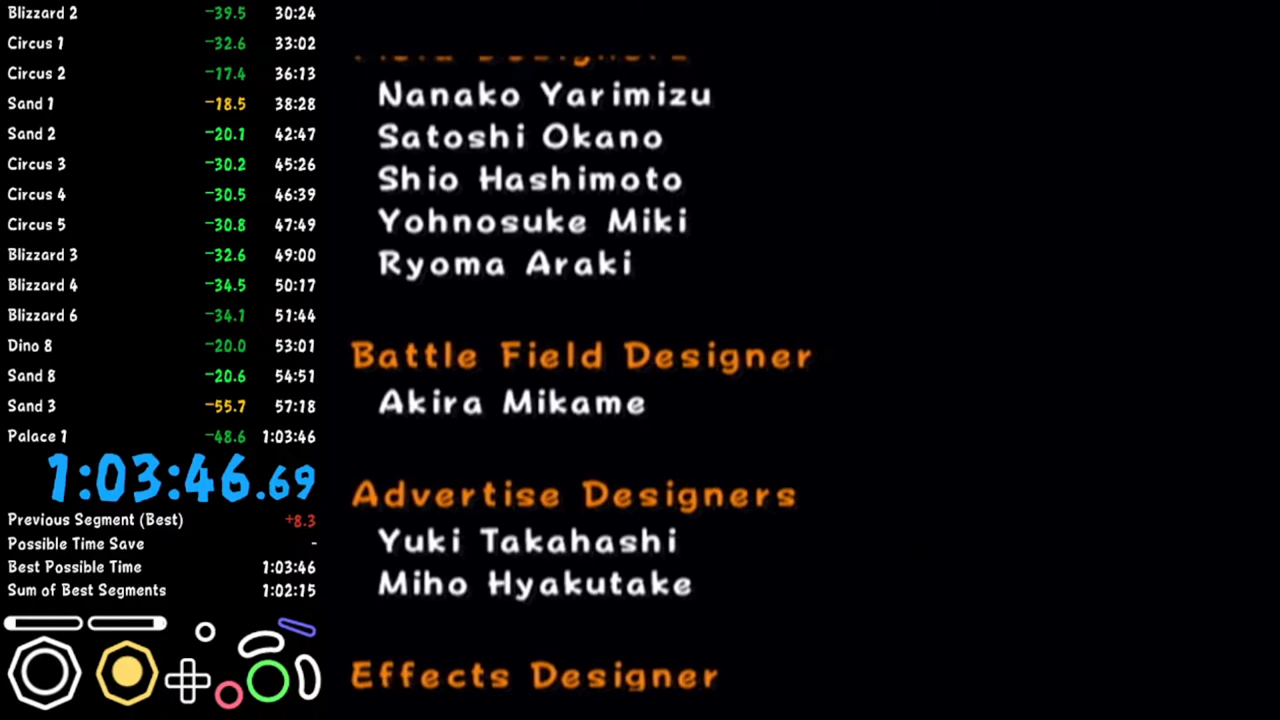 Blizzard 2 -39.5 30:24
Circus 1 -32.6 33:02
Circus 2 -17.4 36:13
Sand 1 -18.5 38:28
Sand 2 -20.1 42:47
Circus 3 -30.2 45:26
Circus 4 -30.5 46:39
Circus 5 -30.8 47:49
Blizzard 3 -32.6 49:00
Blizzard 4 -34.5 50:17
Blizzard 6 -34.1 51:44
Dino 8 -20.0 53:01
Sand 8 -20.6 54:51
Sand 3 -55.7 57:18
Palace 1 -48.6 1:03:46
1:03:46.69
Previous Segment (Best) +8.3
Possible Time Save -
Best Possible Time 1:03:46
Sum of Best Segments 1:02:15
Field Designers
Nanako Yarimizu
Satoshi Okano
Shio Hashimoto
Yohnosuke Miki
Ryoma Araki
Battle Field Designer
Akira Mikame
Advertise Designers
Yuki Takahashi
Miho Hyakutake
Effects Designer